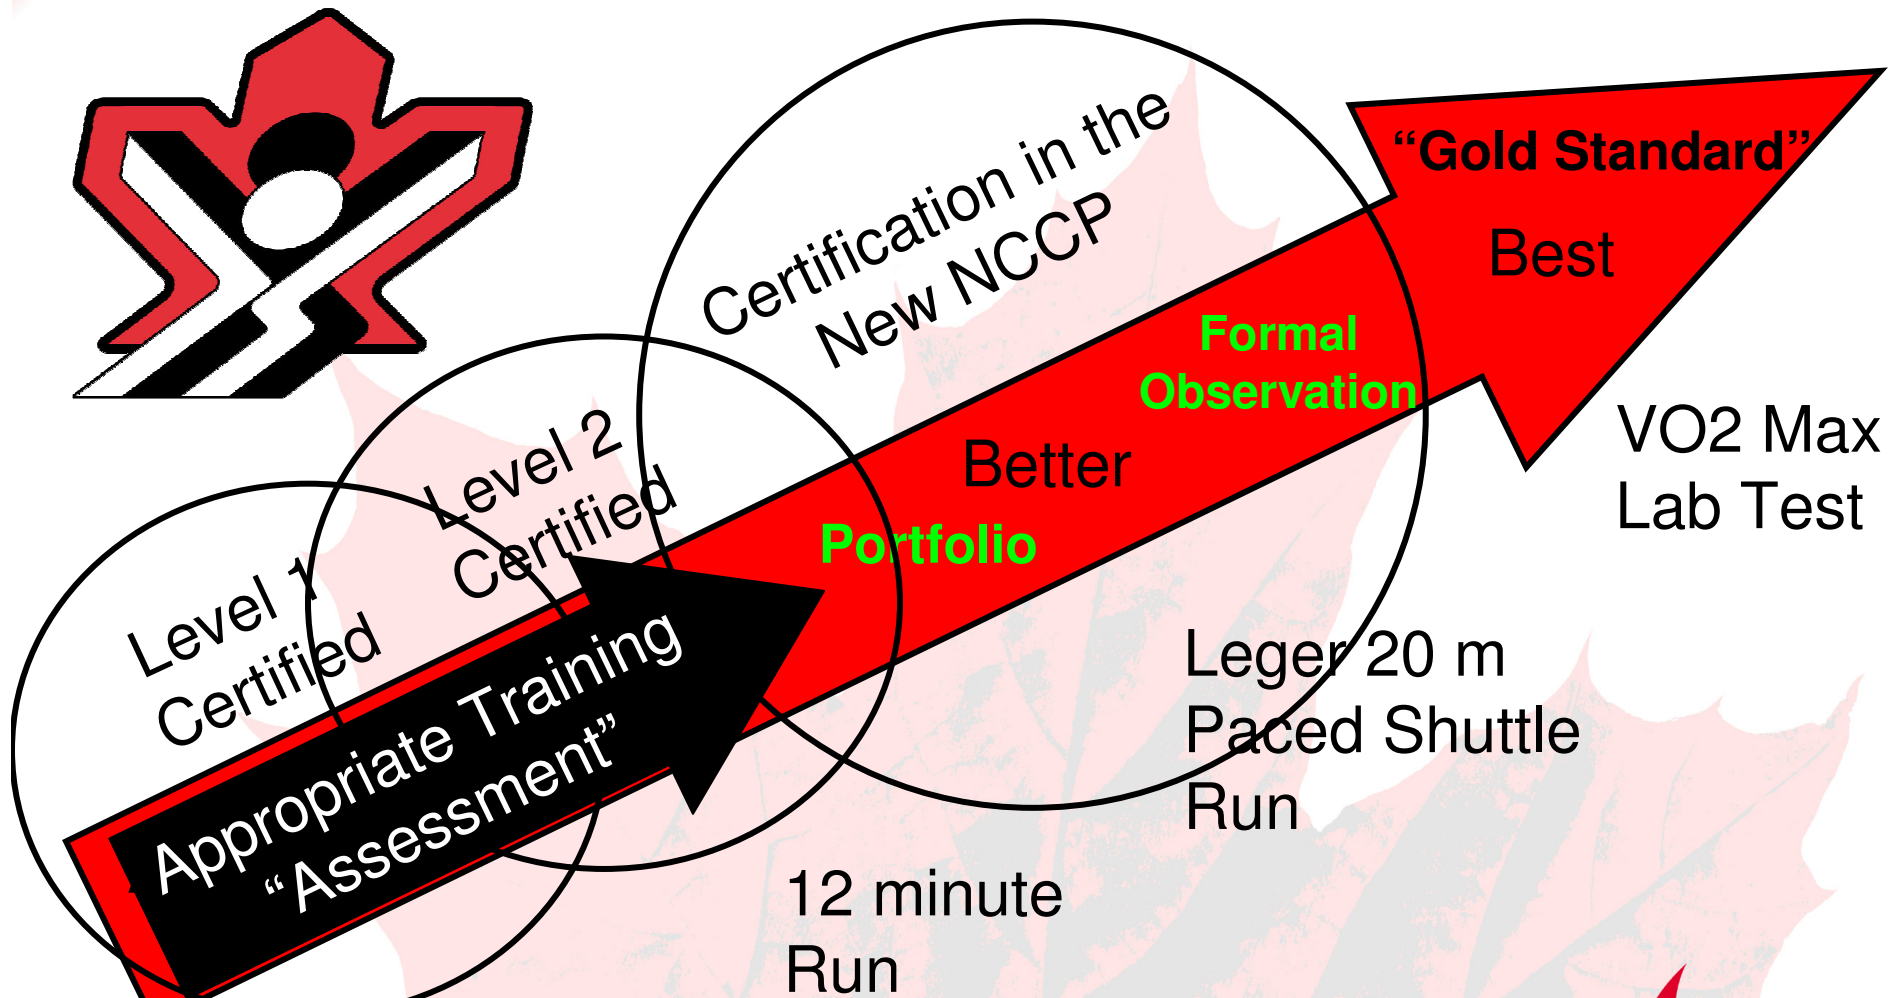 “Gold Standard”
Best
Certification in the
New NCCP
Formal
Observation
Better
Portfolio
Level 2
Certified
Level 1
Certified
Appropriate Training
“Assessment”
VO2 Max
Lab Test
Leger 20 m
Paced Shuttle
Run
12 minute
Run